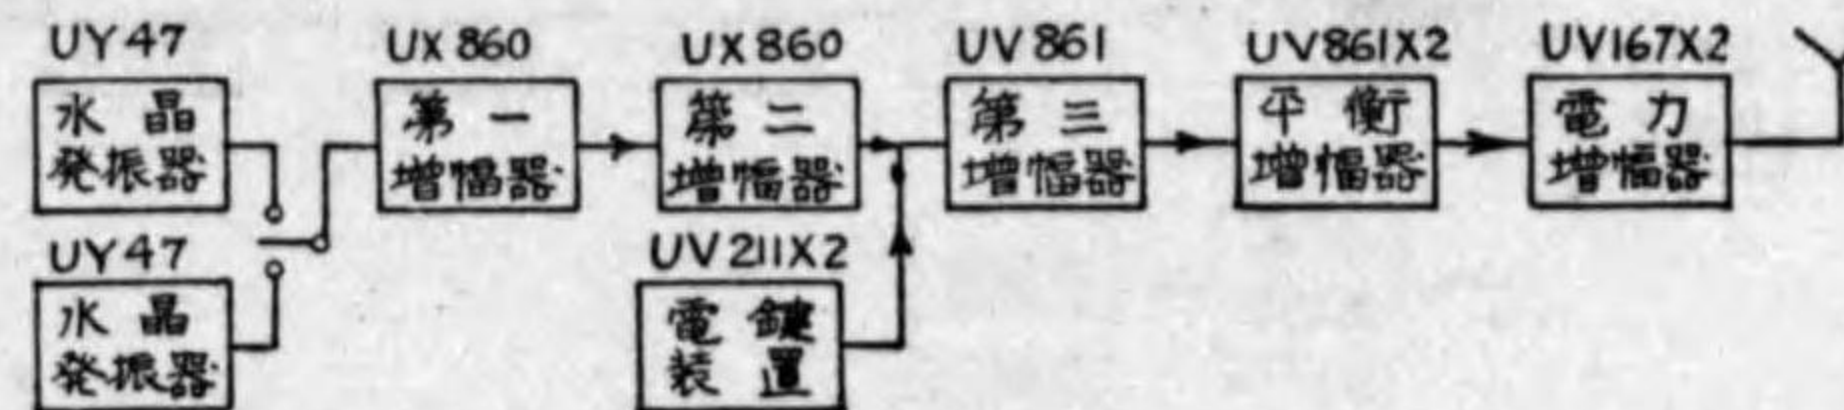 UY47
水晶
発振器
UX860
第一
増幅器
UX860
第二
増幅器
UV861
第三
増幅器
UV861X2
平衡
増幅器
UV167X2
電力
増幅器
UY47
水晶
発振器
UV211X2
電鍵
装置